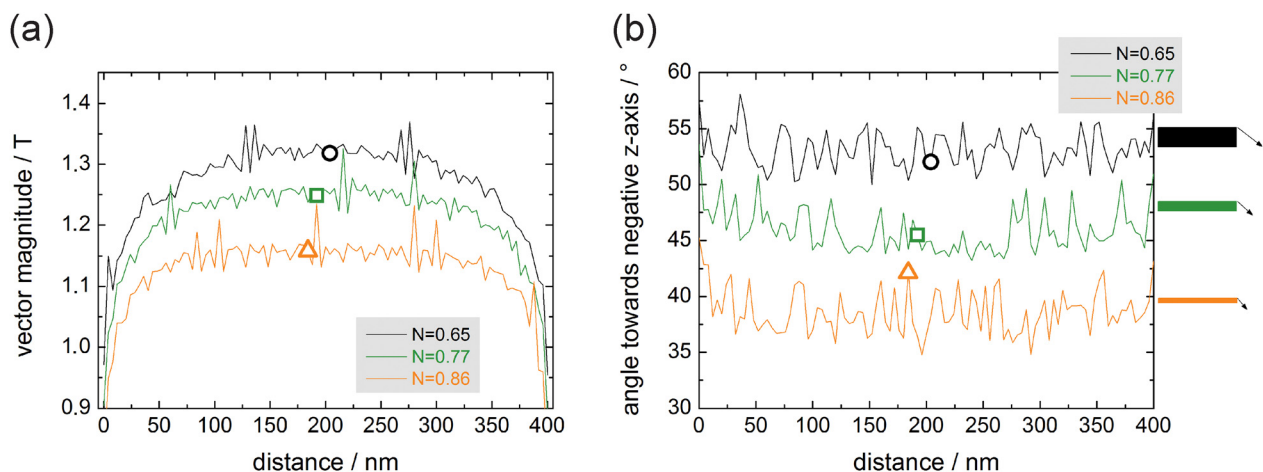 (a)
vector magnitude / T
1.4
1.3
1.2
1.1
1.0
0.9
0 50 100 150 200 250 300 350 400
distance / nm
N=0.65
N=0.77
N=0.86
(b)
angle towards negative z-axis / °
60
55
50
45
40
35
30
0 50 100 150 200 250 300 350 400
distance / nm
N=0.65
N=0.77
N=0.86